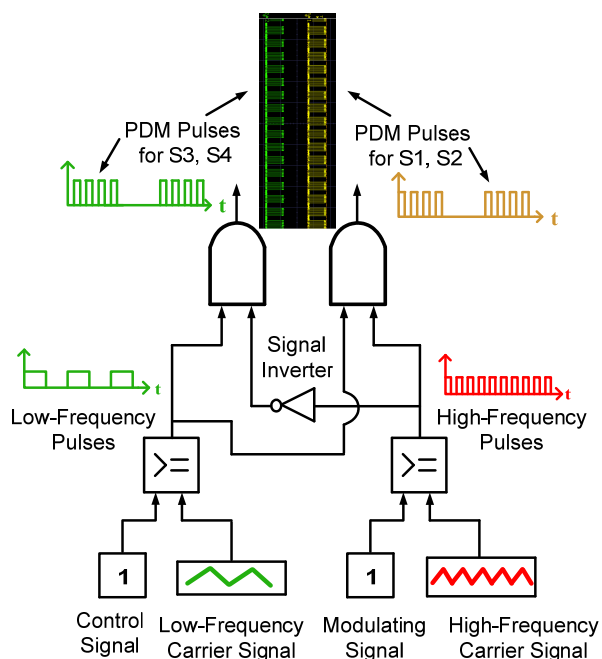 PDM Pulses
for S3, S4
PDM Pulses
for S1, S2
t
t
Signal
Inverter
t
t
Low-Frequency
Pulses
High-Frequency
Pulses
>=
>=
1
1
Control
Signal
Low-Frequency
Carrier Signal
Modulating
Signal
High-Frequency
Carrier Signal